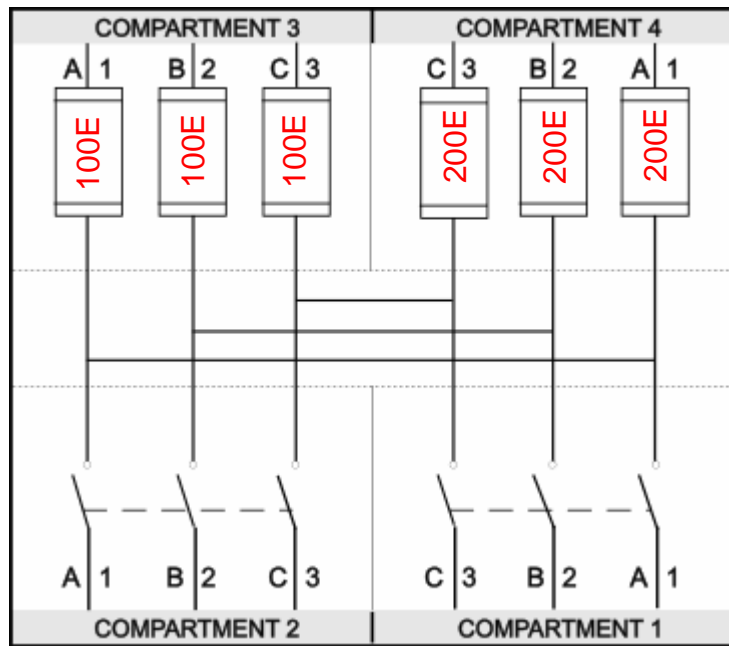 COMPARTMENT 3 COMPARTMENT 4
A 1 B 2 C 3 C 3 B 2 A 1
100E 100E 100E 200E 200E 200E
A 1 B 2 C 3 C 3 B 2 A 1
COMPARTMENT 2 COMPARTMENT 1